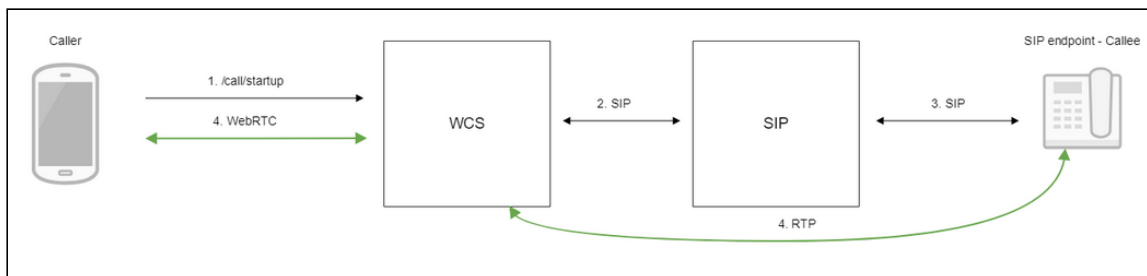 Caller
SIP endpoint - Callee
1. /call/startup
2. SIP
3. SIP
4. WebRTC
WCS
SIP
4. RTP